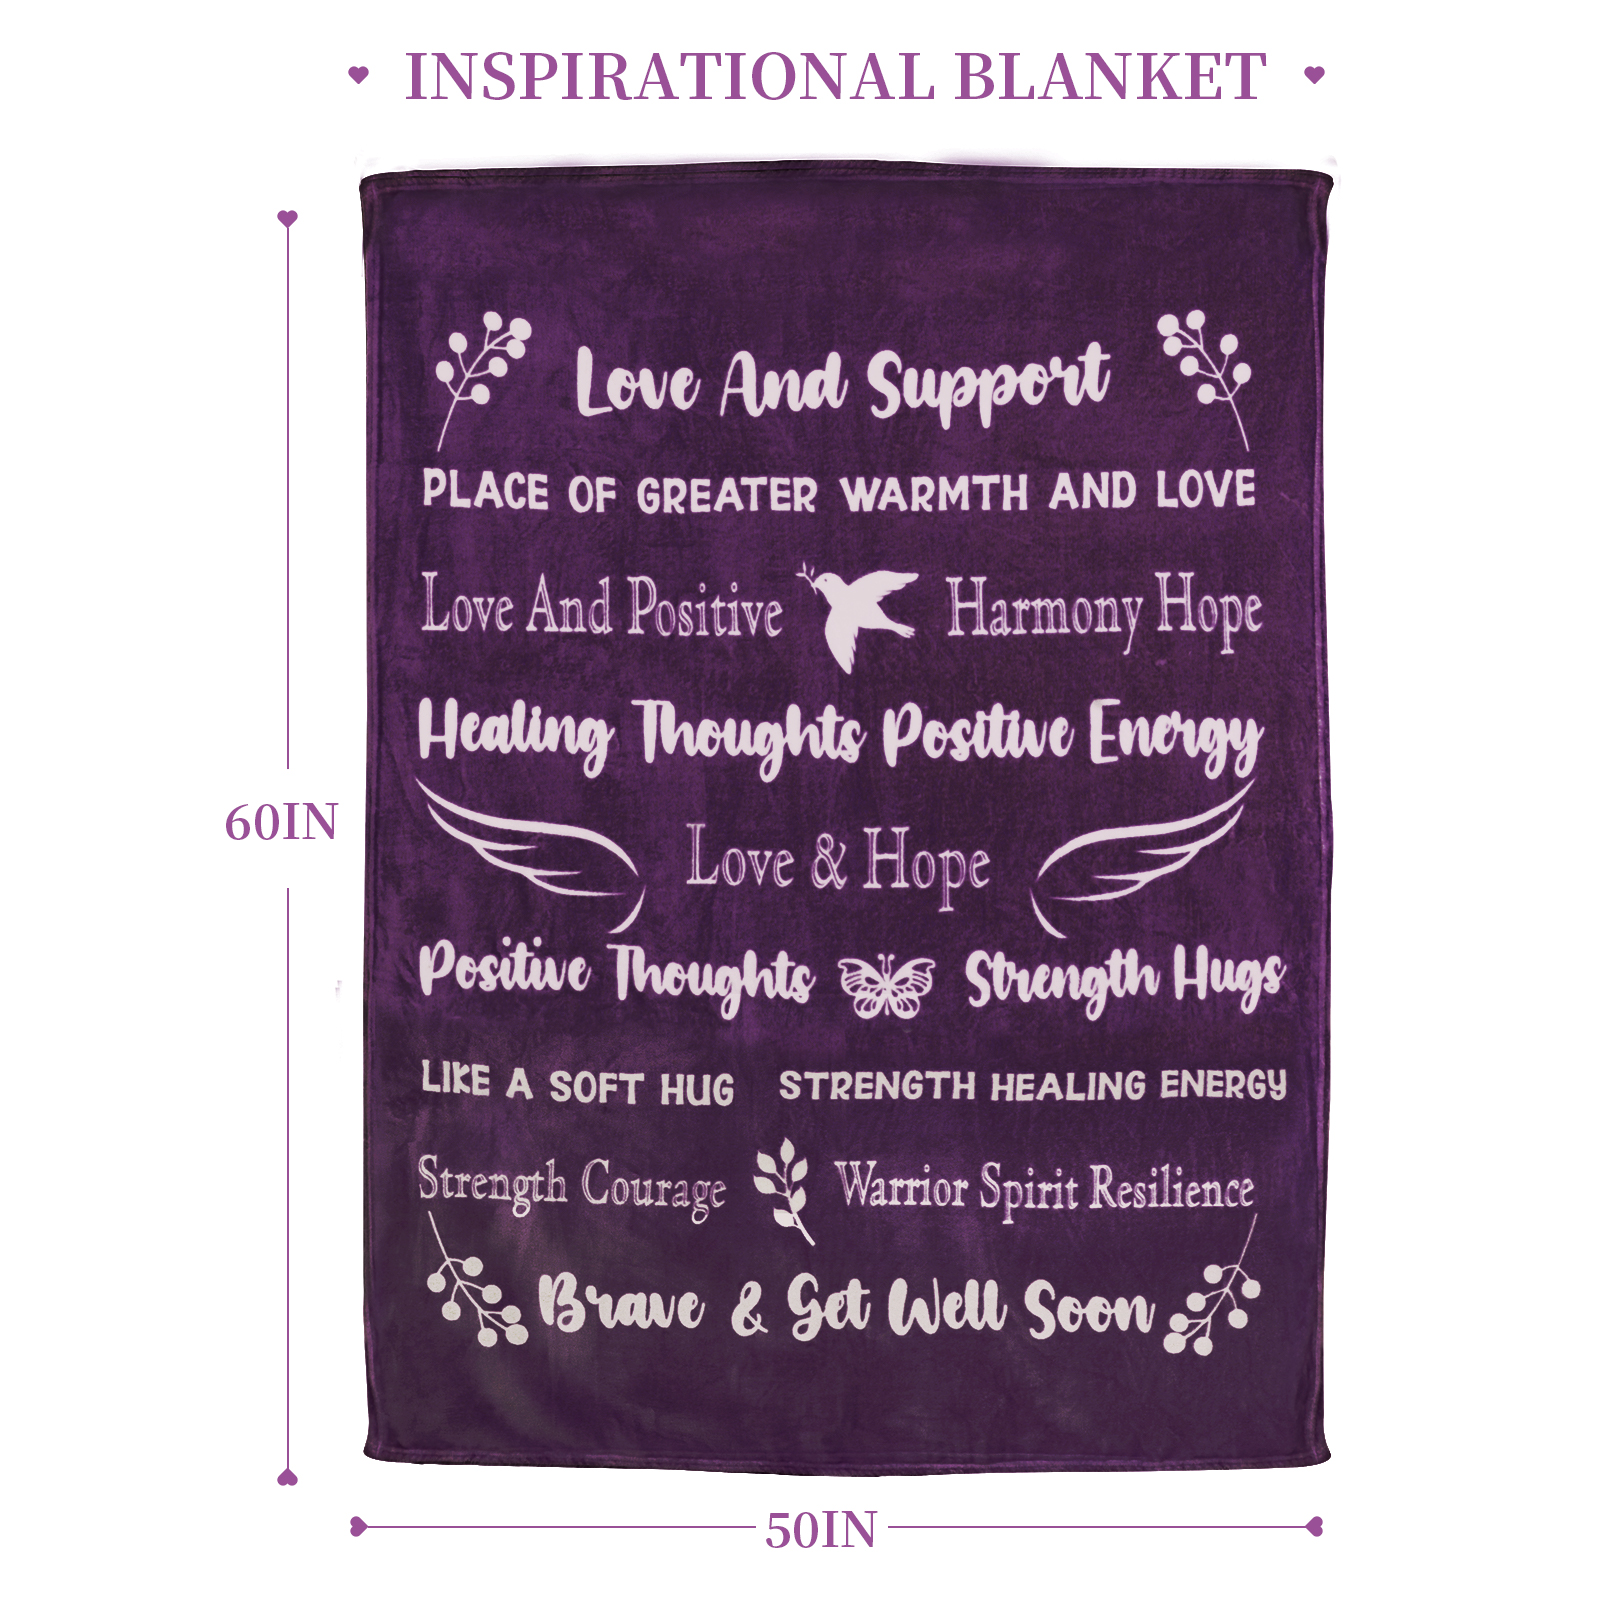 INSPIRATIONAL BLANKET
Love And Support
PLACE OF GREATER WARMTH AND LOVE
Love And Positive Harmony Hope
Healing Thoughts Positive Energy
60IN
Love & Hope
Positive Thoughts Strength Hugs
LIKE A SOFT HUG STRENGTH HEALING ENERGY
Strength Courage Warrior Spirit Resilience
Brave & Get Well Soon
50IN